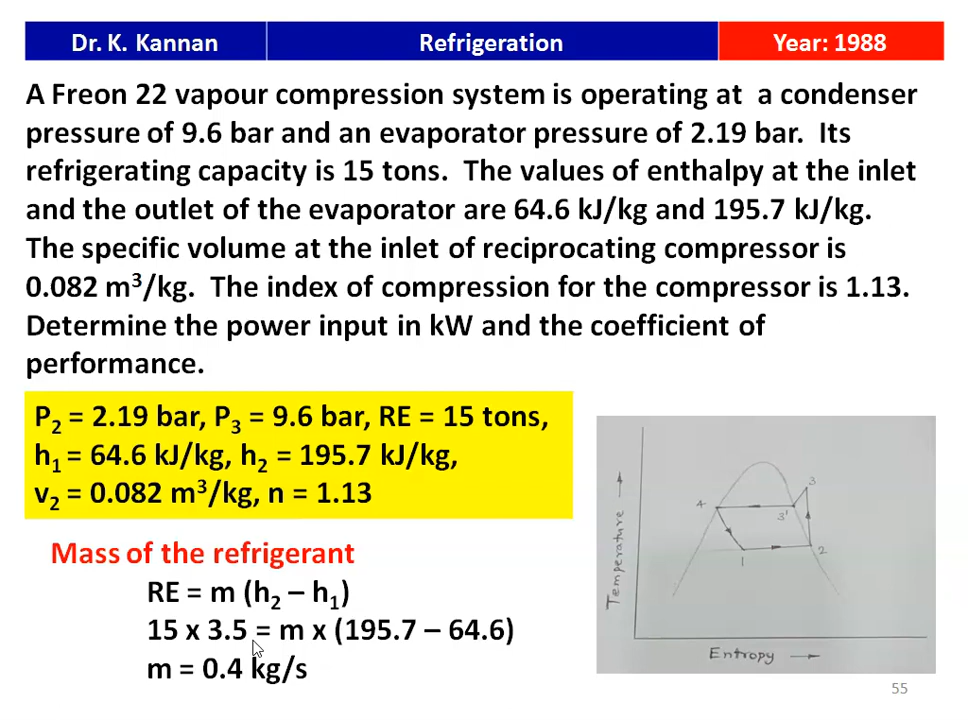 Dr. K. Kannan
Refrigeration
Year: 1988
A Freon 22 vapour compression system is operating at a condenser
pressure of 9.6 bar and an evaporator pressure of 2.19 bar. Its
refrigerating capacity is 15 tons. The values of enthalpy at the inlet
and the outlet of the evaporator are 64.6 kJ/kg and 195.7 kJ/kg.
The specific volume at the inlet of reciprocating compressor is
0.082 m³/kg. The index of compression for the compressor is 1.13.
Determine the power input in kW and the coefficient of
performance.
P₂ = 2.19 bar, P₃ = 9.6 bar, RE = 15 tons,
h₁ = 64.6 kJ/kg, h₂ = 195.7 kJ/kg,
v₂ = 0.082 m³/kg, n = 1.13
Mass of the refrigerant
RE = m (h₂ – h₁)
15 x 3.5 = m x (195.7 – 64.6)
m = 0.4 kg/s
Temperature
4
3'
3
1
2
Entropy
55